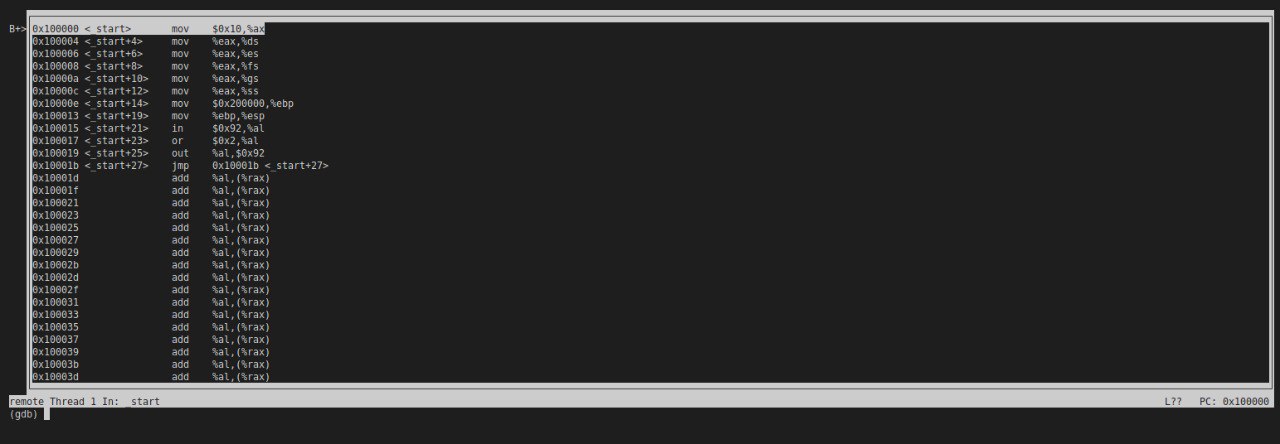 B+> 0x100000 <_start>       mov    $0x10,%ax
0x100004 <_start+4>     mov    %eax,%ds
0x100006 <_start+6>     mov    %eax,%es
0x100008 <_start+8>     mov    %eax,%fs
0x10000a <_start+10>    mov    %eax,%gs
0x10000c <_start+12>    mov    %eax,%ss
0x10000e <_start+14>    mov    $0x200000,%ebp
0x100013 <_start+19>    mov    %ebp,%esp
0x100015 <_start+21>    in     $0x92,%al
0x100017 <_start+23>    or     $0x2,%al
0x100019 <_start+25>    out    %al,$0x92
0x10001b <_start+27>    jmp    0x10001b <_start+27>
0x10001d                add    %al,(%rax)
0x10001f                add    %al,(%rax)
0x100021                add    %al,(%rax)
0x100023                add    %al,(%rax)
0x100025                add    %al,(%rax)
0x100027                add    %al,(%rax)
0x100029                add    %al,(%rax)
0x10002b                add    %al,(%rax)
0x10002d                add    %al,(%rax)
0x10002f                add    %al,(%rax)
0x100031                add    %al,(%rax)
0x100033                add    %al,(%rax)
0x100035                add    %al,(%rax)
0x100037                add    %al,(%rax)
0x100039                add    %al,(%rax)
0x10003b                add    %al,(%rax)
0x10003d                add    %al,(%rax)
remote Thread 1 In: _start    L??   PC: 0x100000
(gdb)